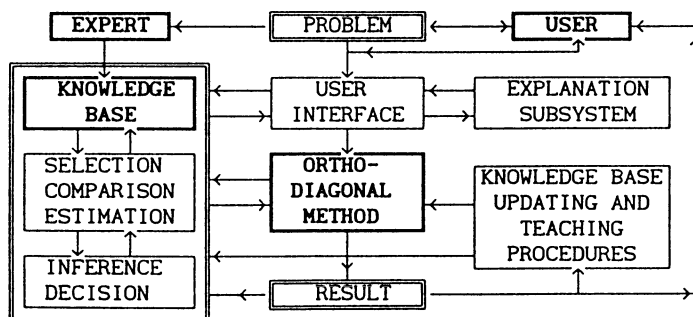 EXPERT
PROBLEM
USER
KNOWLEDGE
BASE
USER
INTERFACE
EXPLANATION
SUBSYSTEM
SELECTION
COMPARISON
ESTIMATION
ORTHO-
DIAGONAL
METHOD
KNOWLEDGE BASE
UPDATING AND
TEACHING
PROCEDURES
INFERENCE
DECISION
RESULT